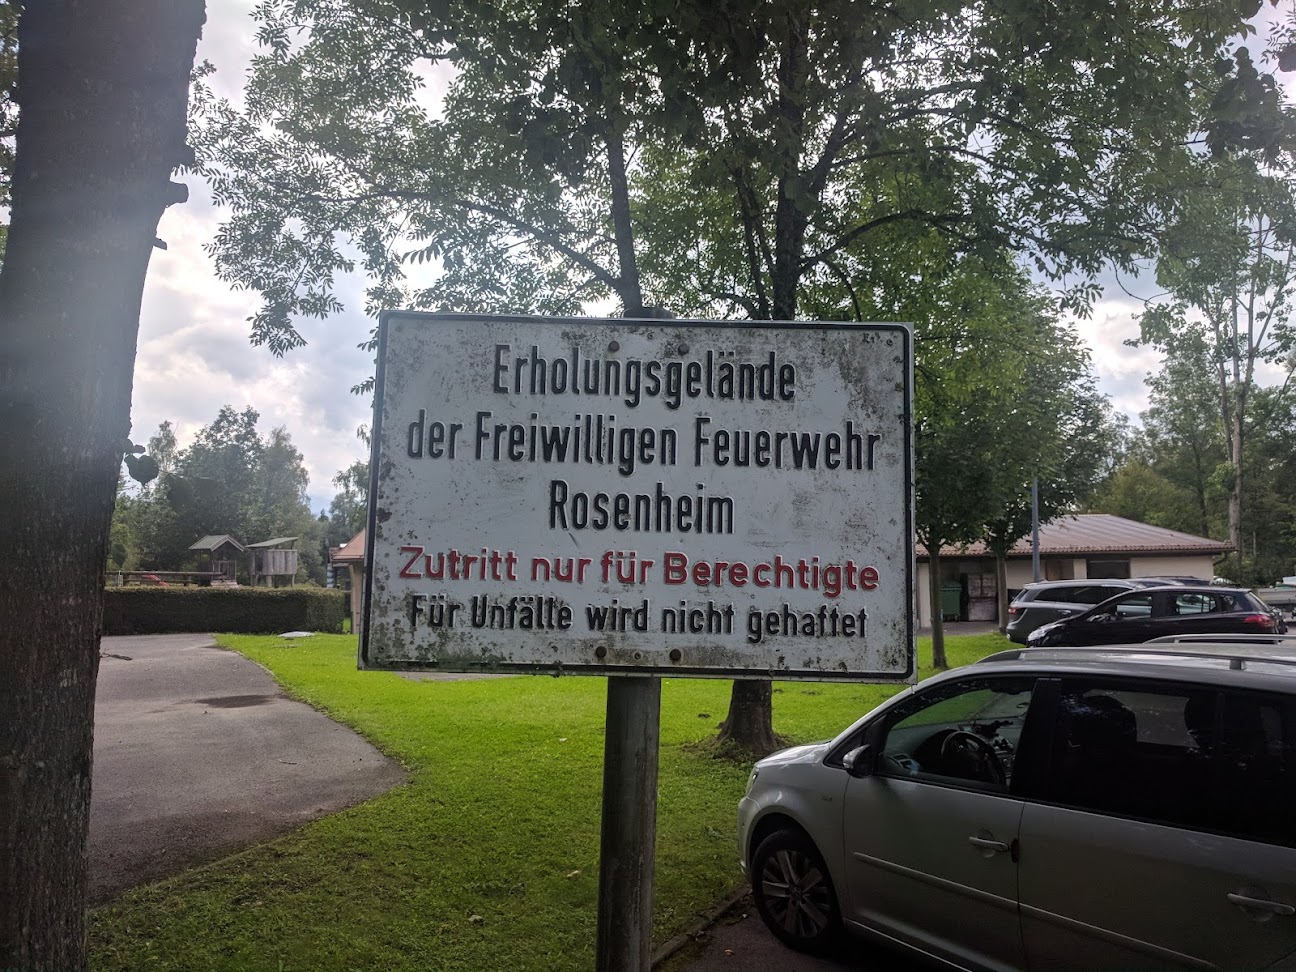 Erholungsgelände
der Freiwilligen Feuerwehr
Rosenheim
Zutritt nur für Berechtigte
Für Unfälle wird nicht gehaftet